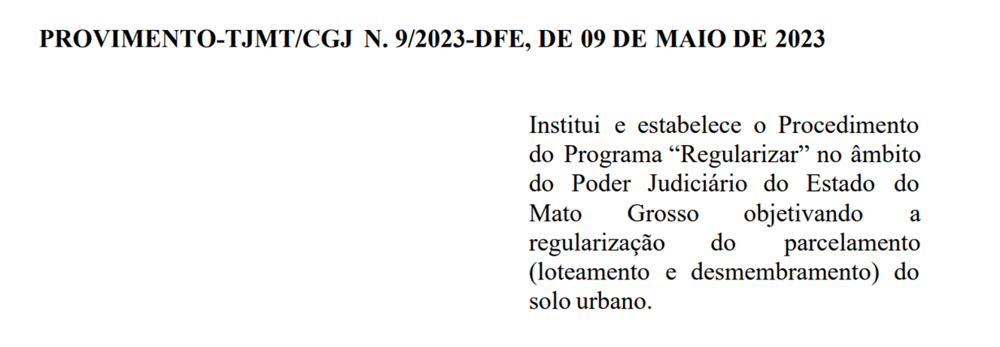 PROVIMENTO-TJMT/CGJ N. 9/2023-DFE, DE 09 DE MAIO DE 2023
Institui e estabelece o Procedimento
do Programa “Regularizar” no âmbito
do Poder Judiciário do Estado do
Mato Grosso objetivando a
regularização do parcelamento
(loteamento e desmembramento) do
solo urbano.